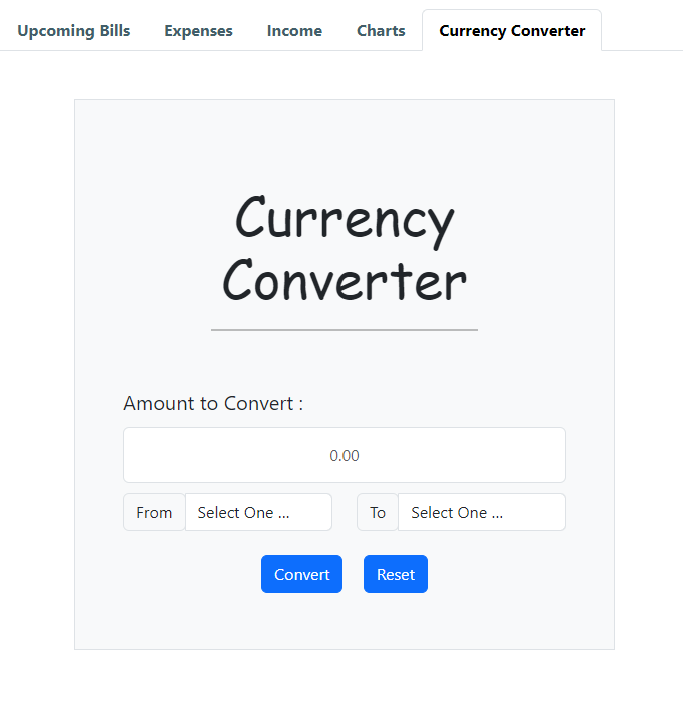 Upcoming Bills Expenses Income Charts Currency Converter
Currency
Converter
Amount to Convert :
0.00
From Select One ... To Select One ...
Convert Reset